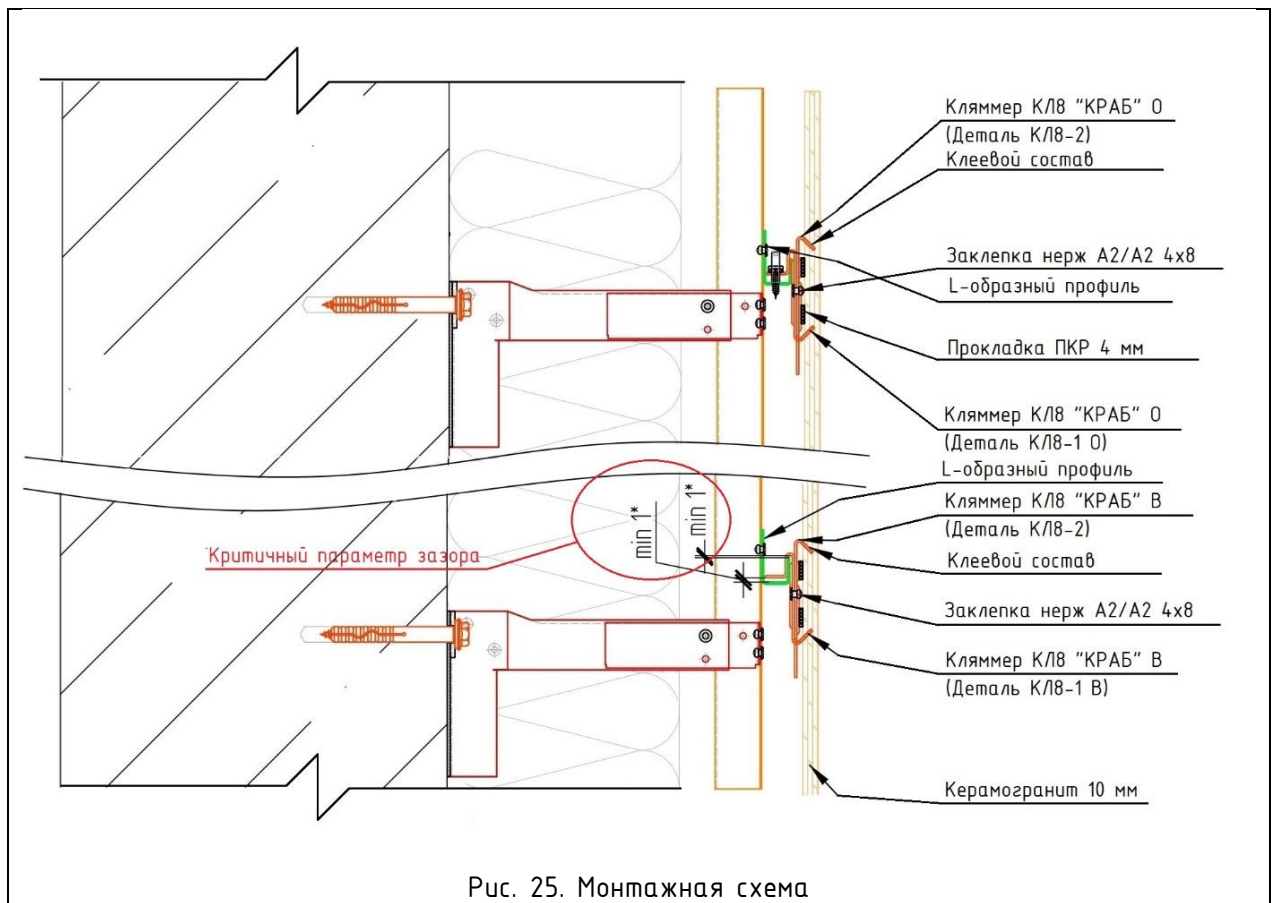 Кляммер КЛ8 "КРАБ" О
(Деталь КЛ8-2)
Клеевой состав
Заклепка нерж А2/А2 4х8
L-образный профиль
Прокладка ПКР 4 мм
Кляммер КЛ8 "КРАБ" О
(Деталь КЛ8-1 О)
L-образный профиль
Кляммер КЛ8 "КРАБ" В
(Деталь КЛ8-2)
Клеевой состав
min 1*
min 1*
Критичный параметр зазора
Заклепка нерж А2/А2 4х8
Кляммер КЛ8 "КРАБ" В
(Деталь КЛ8-1 В)
Керамогранит 10 мм
Рис. 25. Монтажная схема